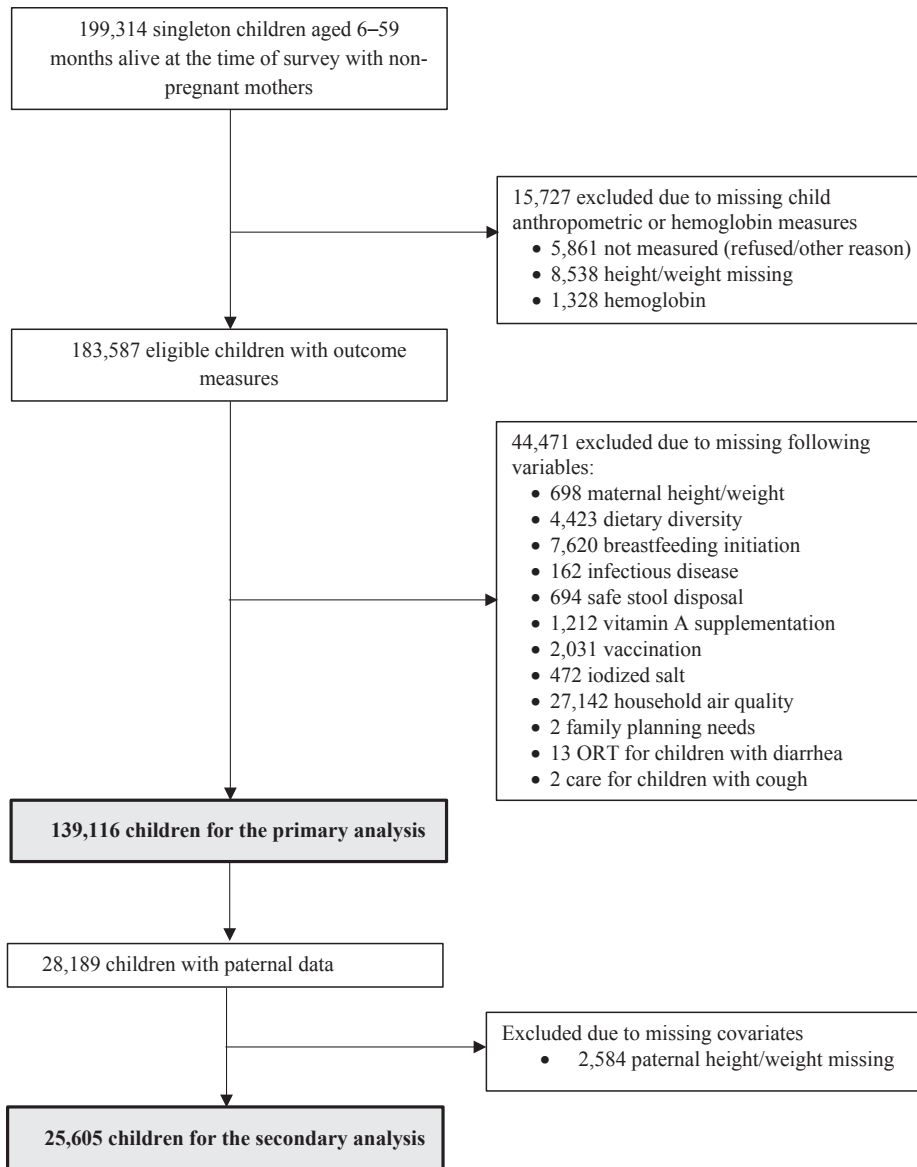 199,314 singleton children aged 6–59
months alive at the time of survey with non-
pregnant mothers
15,727 excluded due to missing child
anthropometric or hemoglobin measures
• 5,861 not measured (refused/other reason)
• 8,538 height/weight missing
• 1,328 hemoglobin
183,587 eligible children with outcome
measures
44,471 excluded due to missing following
variables:
• 698 maternal height/weight
• 4,423 dietary diversity
• 7,620 breastfeeding initiation
• 162 infectious disease
• 694 safe stool disposal
• 1,212 vitamin A supplementation
• 2,031 vaccination
• 472 iodized salt
• 27,142 household air quality
• 2 family planning needs
• 13 ORT for children with diarrhea
• 2 care for children with cough
139,116 children for the primary analysis
28,189 children with paternal data
Excluded due to missing covariates
• 2,584 paternal height/weight missing
25,605 children for the secondary analysis